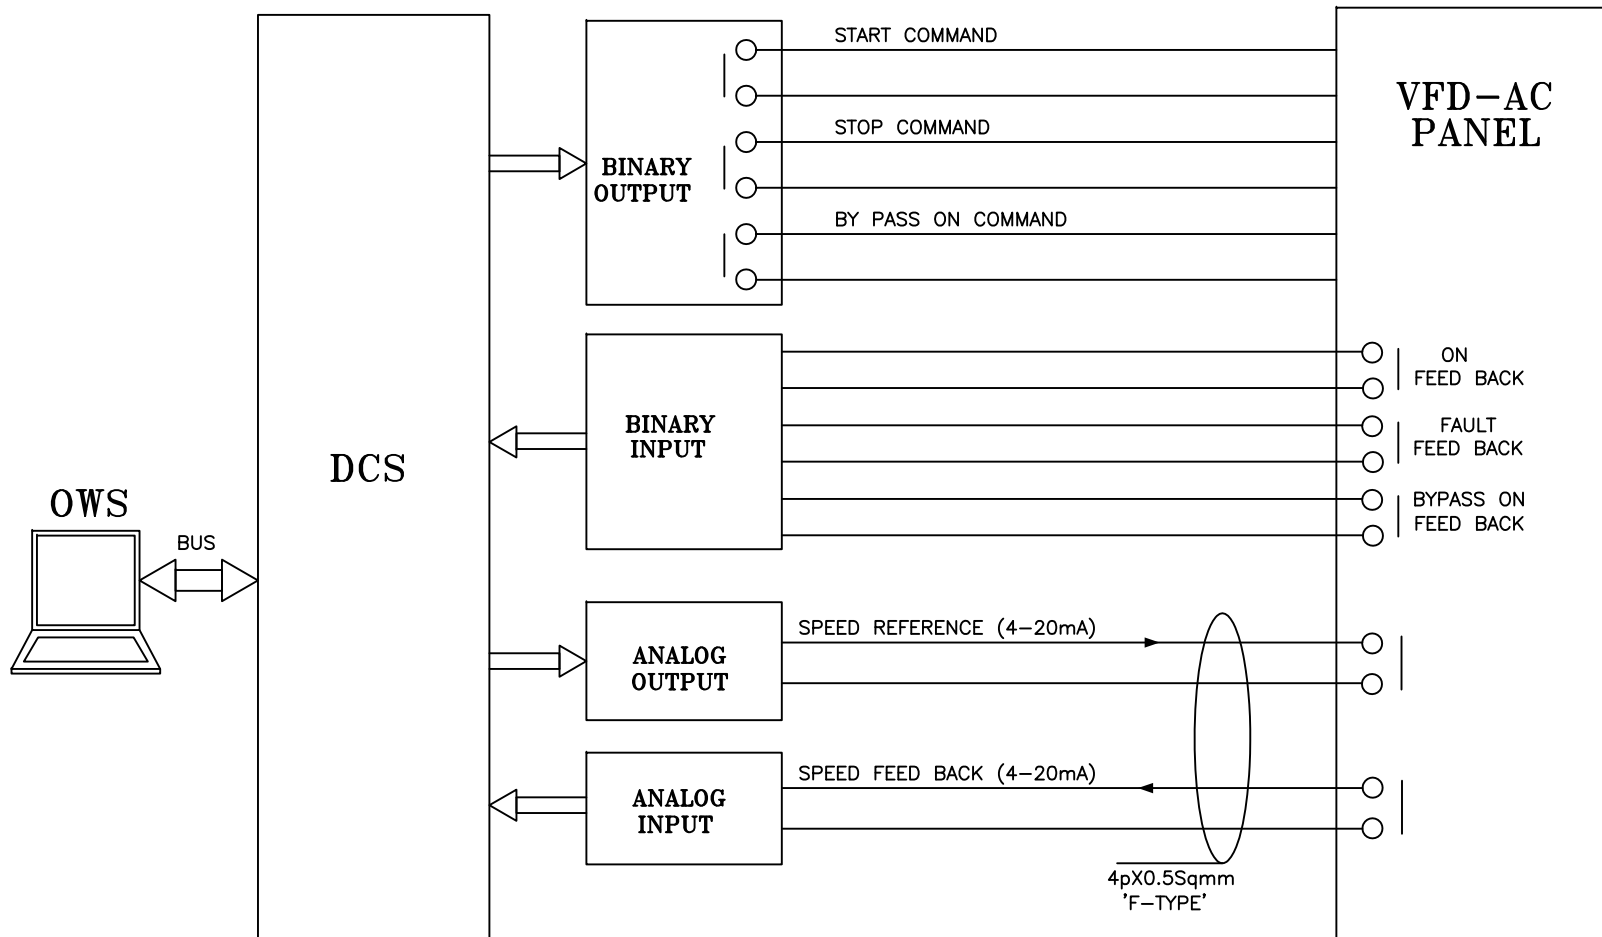 START COMMAND
VFD-AC
PANEL
STOP COMMAND
BINARY
OUTPUT
BY PASS ON COMMAND
ON
FEED BACK
BINARY
INPUT
FAULT
FEED BACK
DCS
OWS
BYPASS ON
FEED BACK
BUS
SPEED REFERENCE (4-20mA)
ANALOG
OUTPUT
SPEED FEED BACK (4-20mA)
ANALOG
INPUT
4pX0.5Sqmm
'F-TYPE'